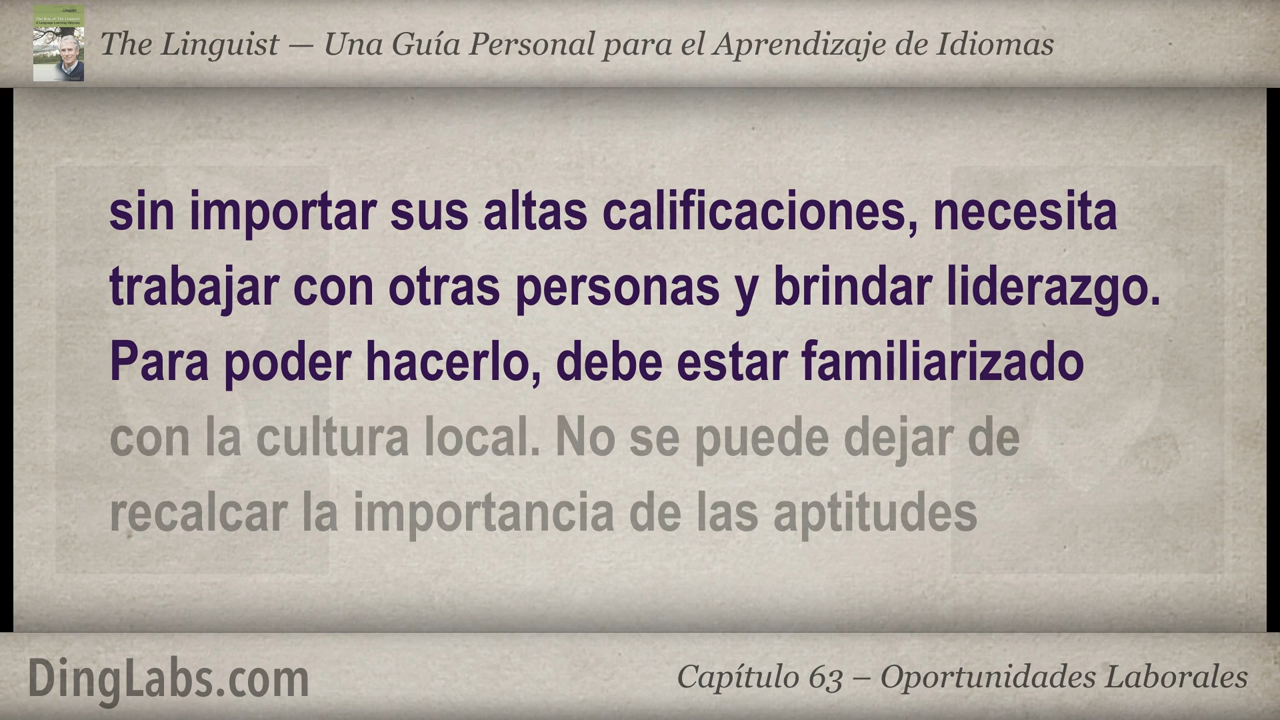 The Linguist — Una Guía Personal para el Aprendizaje de Idiomas
sin importar sus altas calificaciones, necesita
trabajar con otras personas y brindar liderazgo.
Para poder hacerlo, debe estar familiarizado
con la cultura local. No se puede dejar de
recalcar la importancia de las aptitudes
DingLabs.com
Capítulo 63 – Oportunidades Laborales